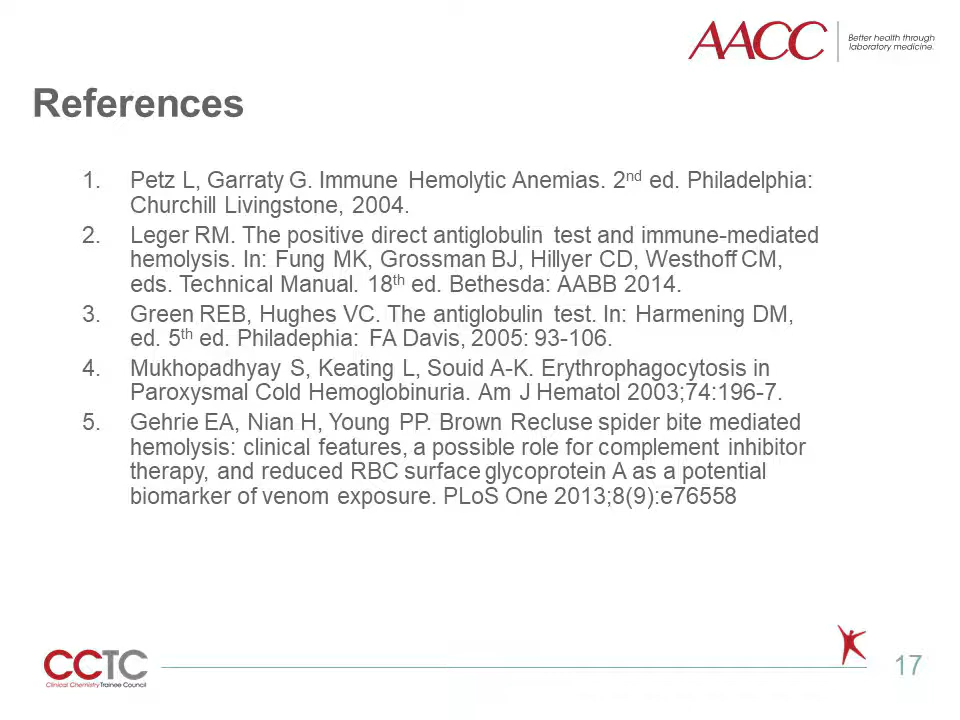 AACC
Better health through
laboratory medicine.
References
1. Petz L, Garraty G. Immune Hemolytic Anemias. 2nd ed. Philadelphia:
Churchill Livingstone, 2004.
2. Leger RM. The positive direct antiglobulin test and immune-mediated
hemolysis. In: Fung MK, Grossman BJ, Hillyer CD, Westhoff CM,
eds. Technical Manual. 18th ed. Bethesda: AABB 2014.
3. Green REB, Hughes VC. The antiglobulin test. In: Harmening DM,
ed. 5th ed. Philadephia: FA Davis, 2005: 93-106.
4. Mukhopadhyay S, Keating L, Souid A-K. Erythrophagocytosis in
Paroxysmal Cold Hemoglobinuria. Am J Hematol 2003;74:196-7.
5. Gehrie EA, Nian H, Young PP. Brown Recluse spider bite mediated
hemolysis: clinical features, a possible role for complement inhibitor
therapy, and reduced RBC surface glycoprotein A as a potential
biomarker of venom exposure. PLoS One 2013;8(9):e76558
CCTC
Clinical Chemistry Trainee Council
17